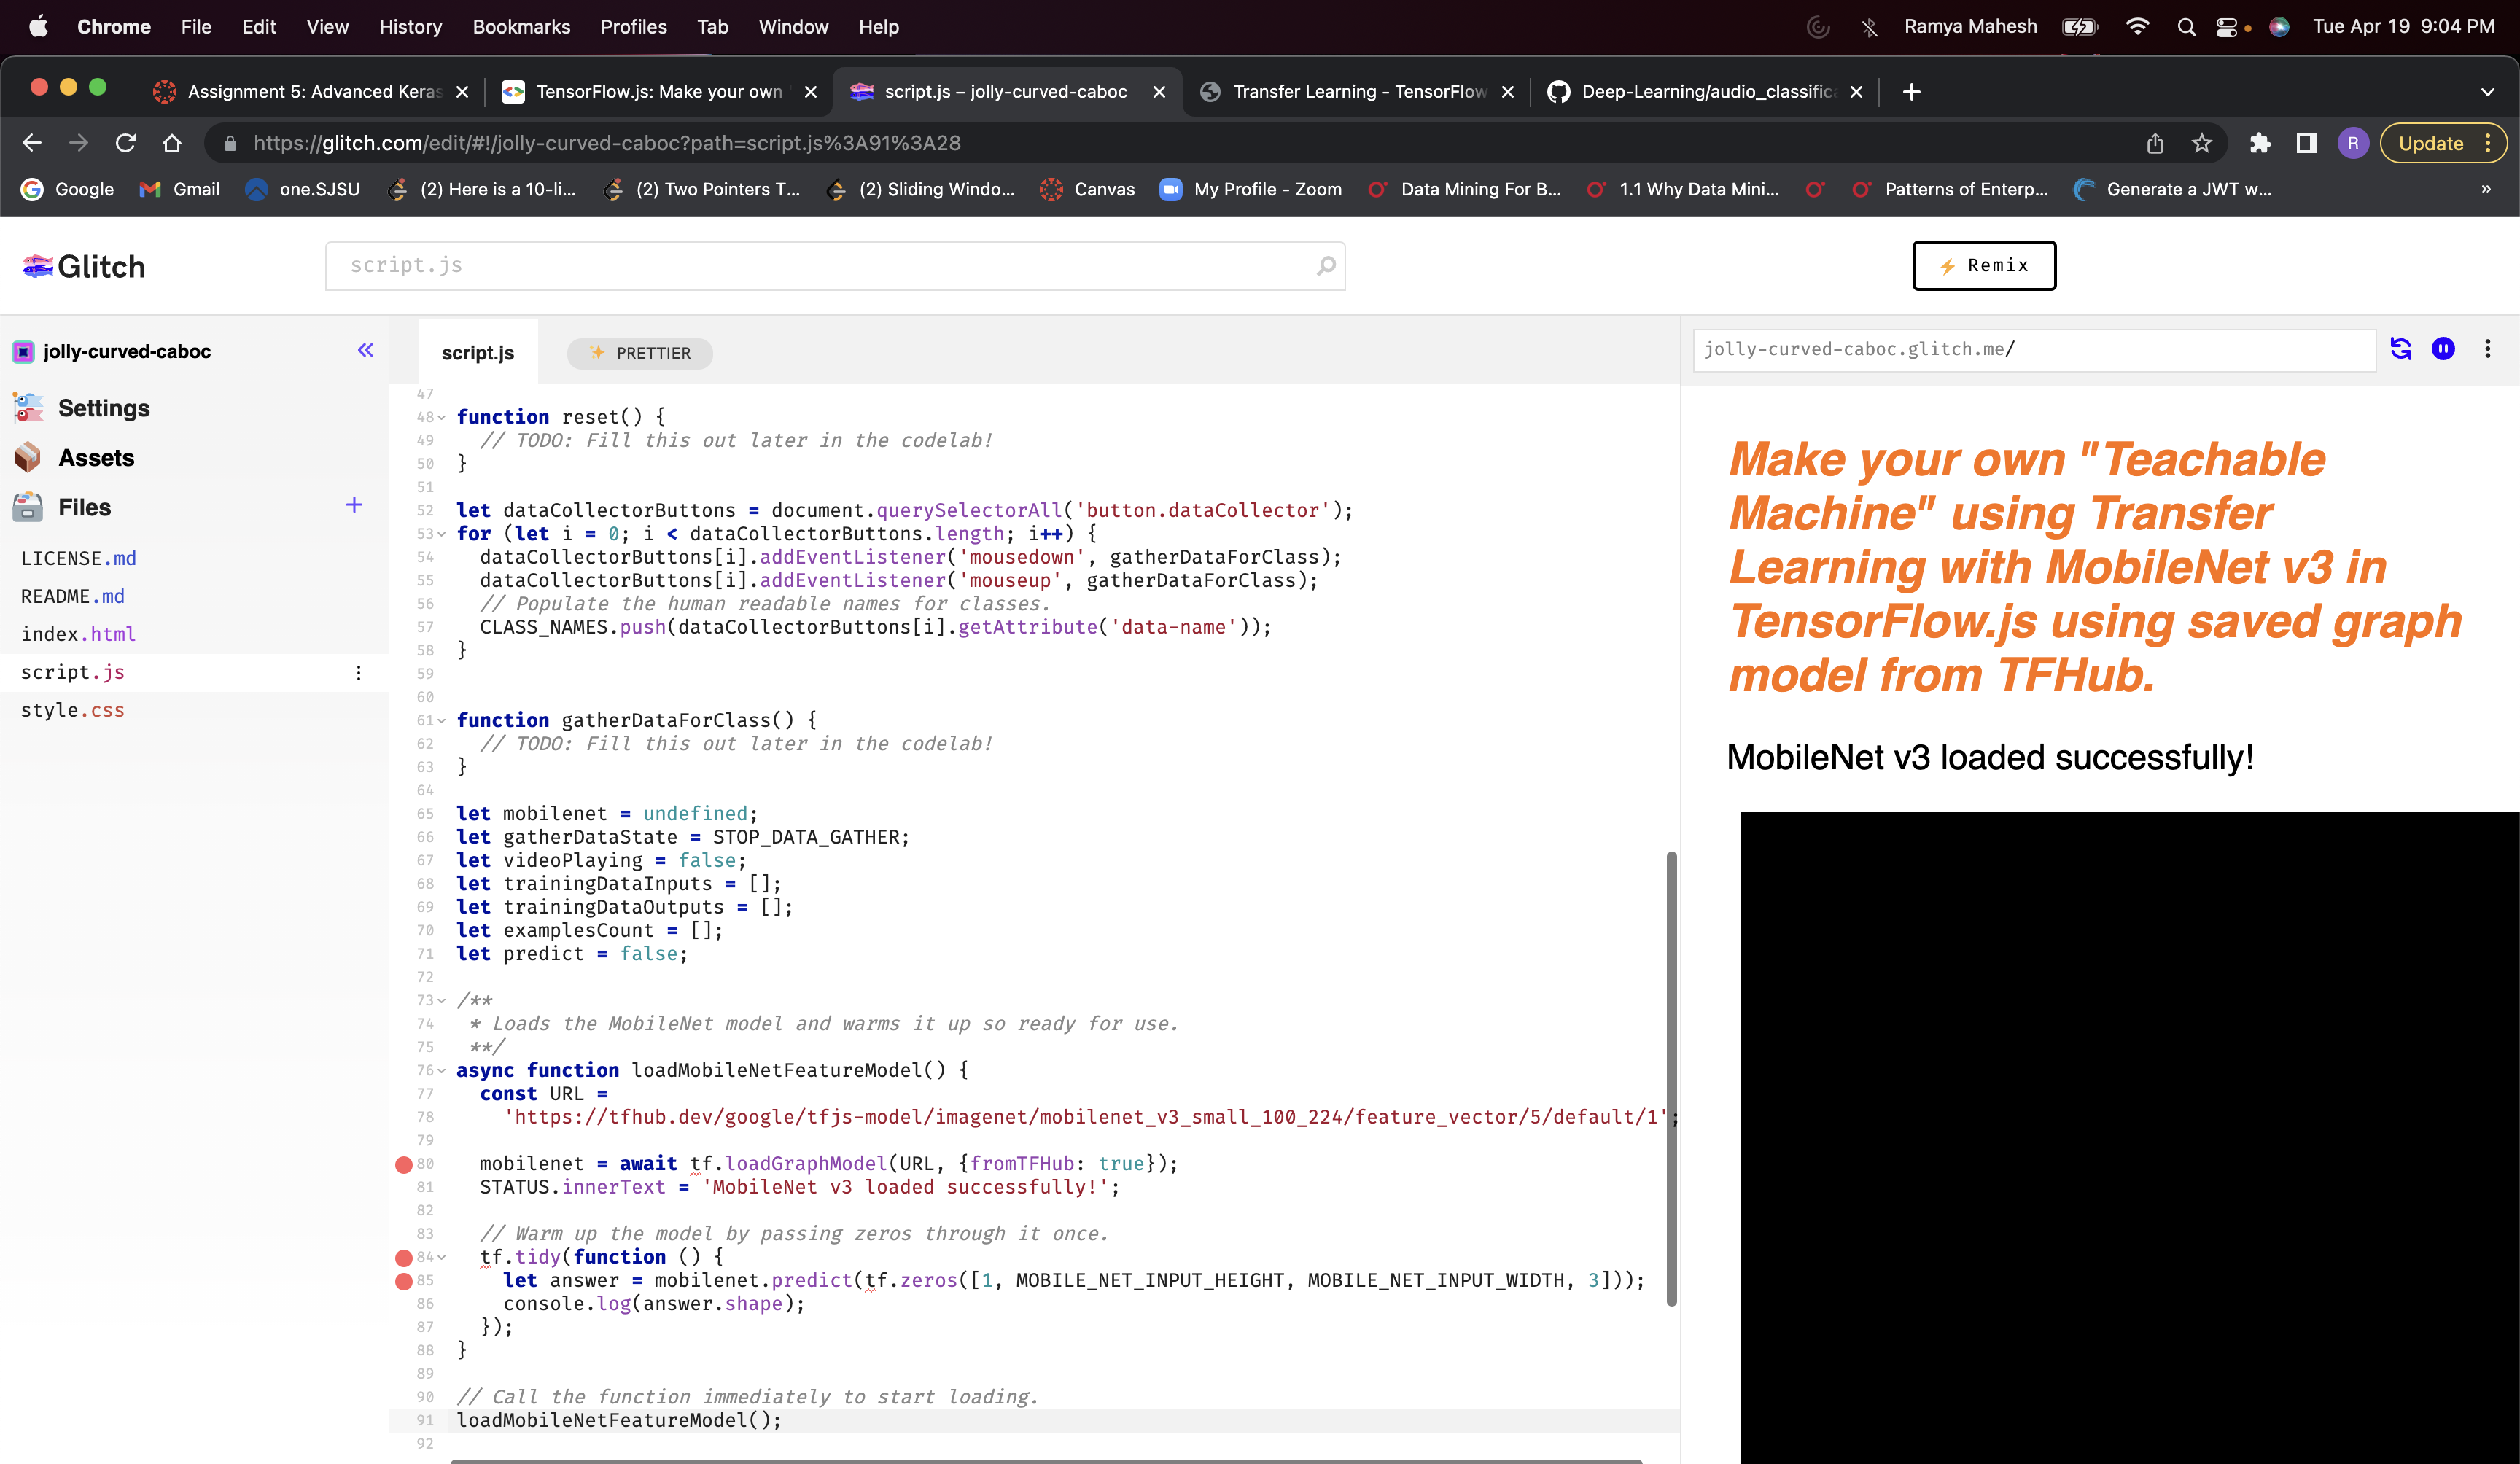 Chrome File Edit View History Bookmarks Profiles Tab Window Help Ramya Mahesh Tue Apr 19 9:04 PM
Assignment 5: Advanced Keras TensorFlow.js: Make your own script.js – jolly-curved-caboc Transfer Learning - TensorFlow Deep-Learning/audio_classifica
https://glitch.com/edit/#!/jolly-curved-caboc?path=script.js%3A91%3A28 R Update
Google Gmail one.SJSU (2) Here is a 10-li... (2) Two Pointers T... (2) Sliding Windo... Canvas My Profile - Zoom Data Mining For B... 1.1 Why Data Mini... Patterns of Enterp... Generate a JWT w... »
Glitch script.js Remix
jolly-curved-caboc
Settings
Assets
Files +
LICENSE.md
README.md
index.html
script.js
style.css
script.js PRETTIER
47
48 function reset() {
49 // TODO: Fill this out later in the codelab!
50 }
51
52 let dataCollectorButtons = document.querySelectorAll('button.dataCollector');
53 for (let i = 0; i < dataCollectorButtons.length; i++) {
54 dataCollectorButtons[i].addEventListener('mousedown', gatherDataForClass);
55 dataCollectorButtons[i].addEventListener('mouseup', gatherDataForClass);
56 // Populate the human readable names for classes.
57 CLASS_NAMES.push(dataCollectorButtons[i].getAttribute('data-name'));
58 }
59
60
61 function gatherDataForClass() {
62 // TODO: Fill this out later in the codelab!
63 }
64
65 let mobilenet = undefined;
66 let gatherDataState = STOP_DATA_GATHER;
67 let videoPlaying = false;
68 let trainingDataInputs = [];
69 let trainingDataOutputs = [];
70 let examplesCount = [];
71 let predict = false;
72
73 /**
74 * Loads the MobileNet model and warms it up so ready for use.
75 **/
76 async function loadMobileNetFeatureModel() {
77 const URL =
78 'https://tfhub.dev/google/tfjs-model/imagenet/mobilenet_v3_small_100_224/feature_vector/5/default/1';
79
80 mobilenet = await tf.loadGraphModel(URL, {fromTFHub: true});
81 STATUS.innerText = 'MobileNet v3 loaded successfully!';
82
83 // Warm up the model by passing zeros through it once.
84 tf.tidy(function () {
85 let answer = mobilenet.predict(tf.zeros([1, MOBILE_NET_INPUT_HEIGHT, MOBILE_NET_INPUT_WIDTH, 3]));
86 console.log(answer.shape);
87 });
88 }
89
90 // Call the function immediately to start loading.
91 loadMobileNetFeatureModel();
92
jolly-curved-caboc.glitch.me/
Make your own "Teachable
Machine" using Transfer
Learning with MobileNet v3 in
TensorFlow.js using saved graph
model from TFHub.
MobileNet v3 loaded successfully!